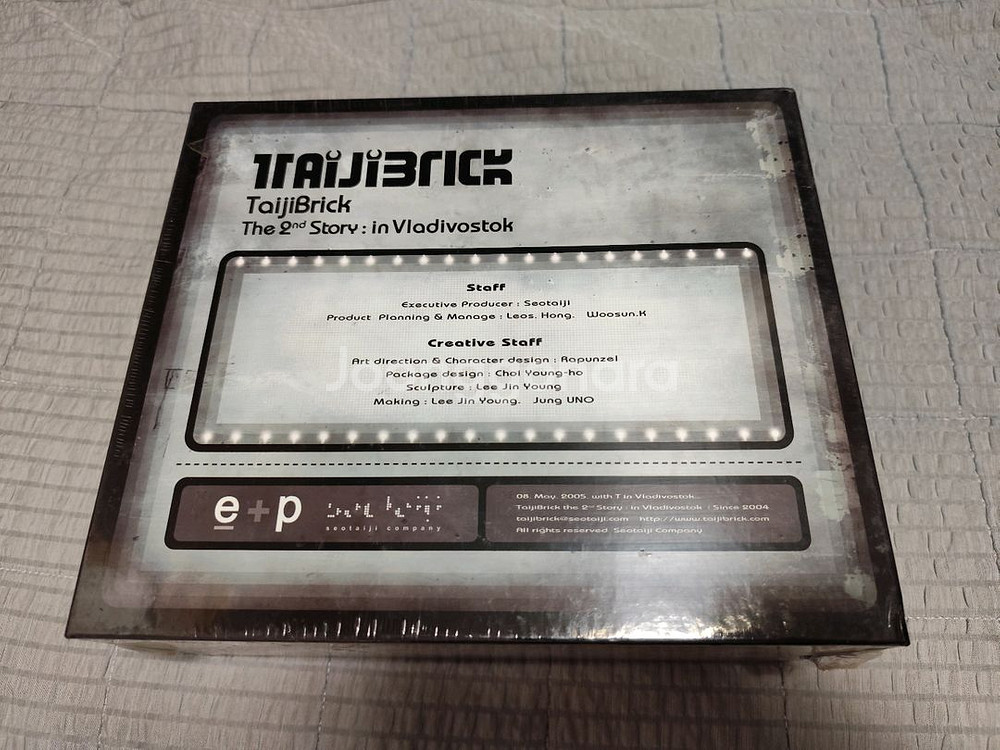 TAIJIBRICK
TaijiBrick
The 2nd Story : in Vladivostok
Staff
Executive Producer : Seotaiji
Product Planning & Manage : Leos. Hong. Woosun.K
Creative Staff
Art direction & Character design : Rapunzel
Package design : Choi Young-ho
Sculpture : Lee Jin Young
Making : Lee Jin Young. Jung UNO
e+p
seotaiji company
08. May. 2005. with T in Vladivostok...
TaijiBrick the 2nd Story : in Vladivostok | Since 2004
taijibrick@seotaiji.com http://www.taijibrick.com
All rights reserved. Seotaiji Company